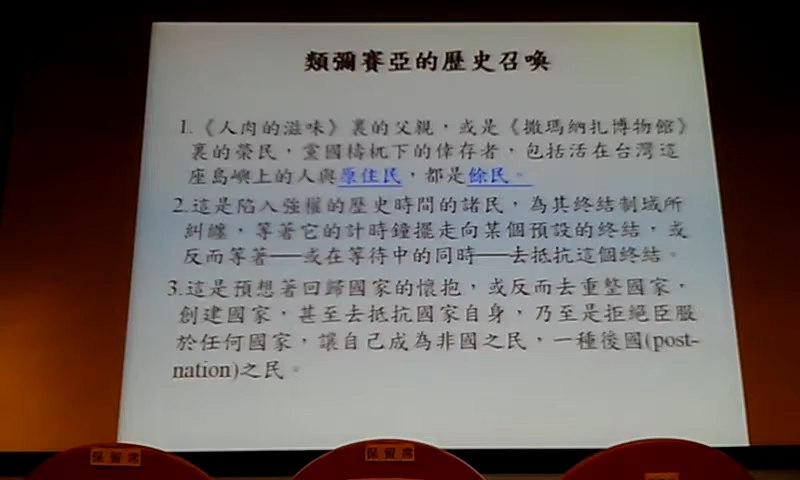 類彌賽亞的歷史召喚
1.《人肉的滋味》裏的父親，或是《撒瑪納扎博物館》
裏的榮民，黨國檮杌下的倖存者，包括活在台灣這
座島嶼上的人與原住民，都是餘民。
2.這是陷入強權的歷史時間的諸民，為其終結制域所
糾纏，等著它的計時鐘擺走向某個預設的終結，或
反而等著——或在等待中的同時——去抵抗這個終結。
3.這是預想著回歸國家的懷抱，或反而去重整國家，
創建國家，甚至去抵抗國家自身，乃至是拒絕臣服
於任何國家，讓自己成為非國之民，一種後國(post-
nation)之民。
保留席
保留席